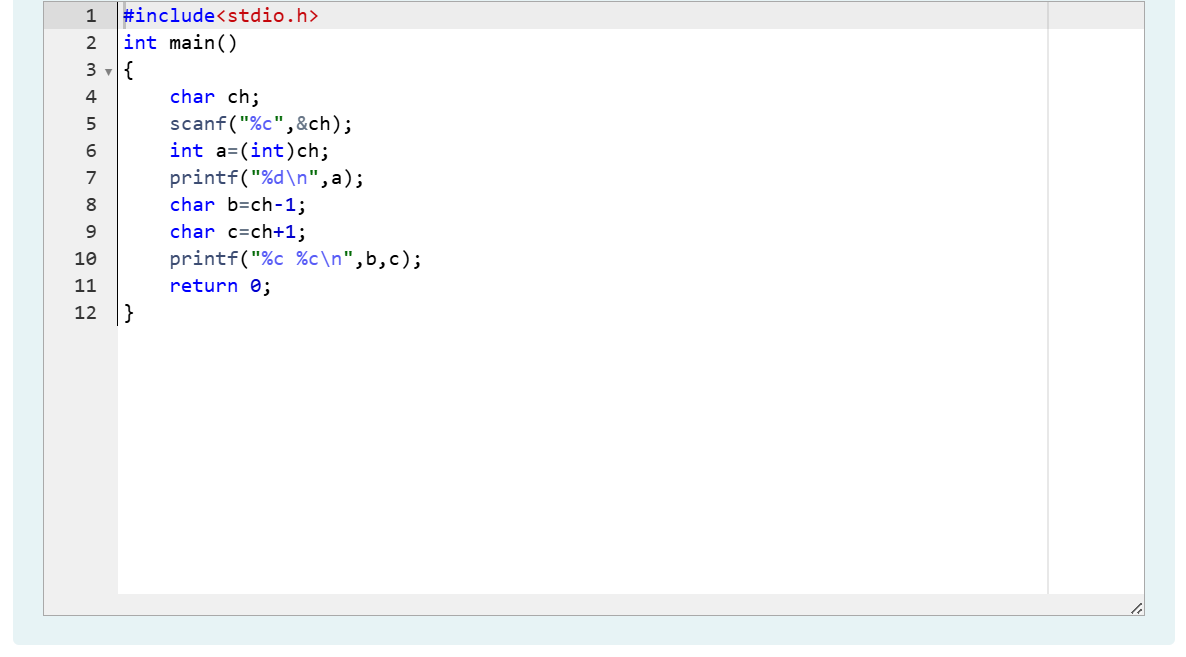 1 #include<stdio.h>
2 int main()
3 {
4     char ch;
5     scanf("%c",&ch);
6     int a=(int)ch;
7     printf("%d\n",a);
8     char b=ch-1;
9     char c=ch+1;
10     printf("%c %c\n",b,c);
11     return 0;
12 }